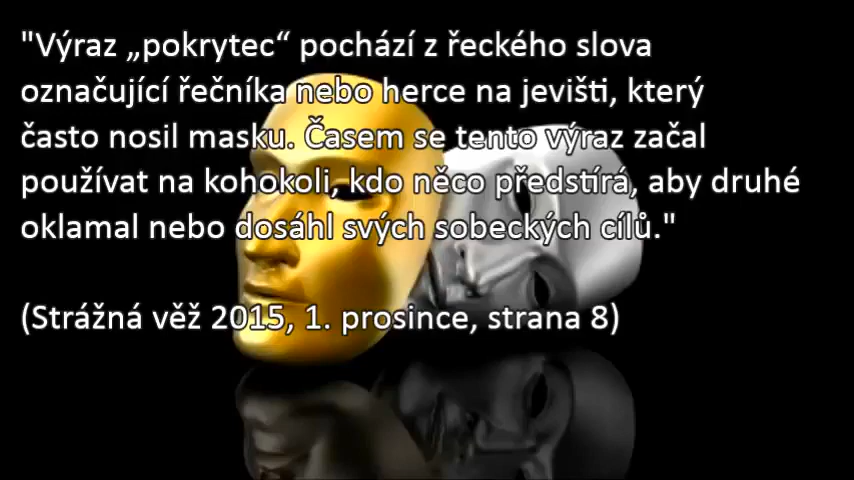 "Výraz „pokrytec“ pochází z řeckého slova
označující řečníka nebo herce na jevišti, který
často nosil masku. Časem se tento výraz začal
používat na kohokoli, kdo něco předstírá, aby druhé
oklamal nebo dosáhl svých sobeckých cílů."
(Strážná věž 2015, 1. prosince, strana 8)